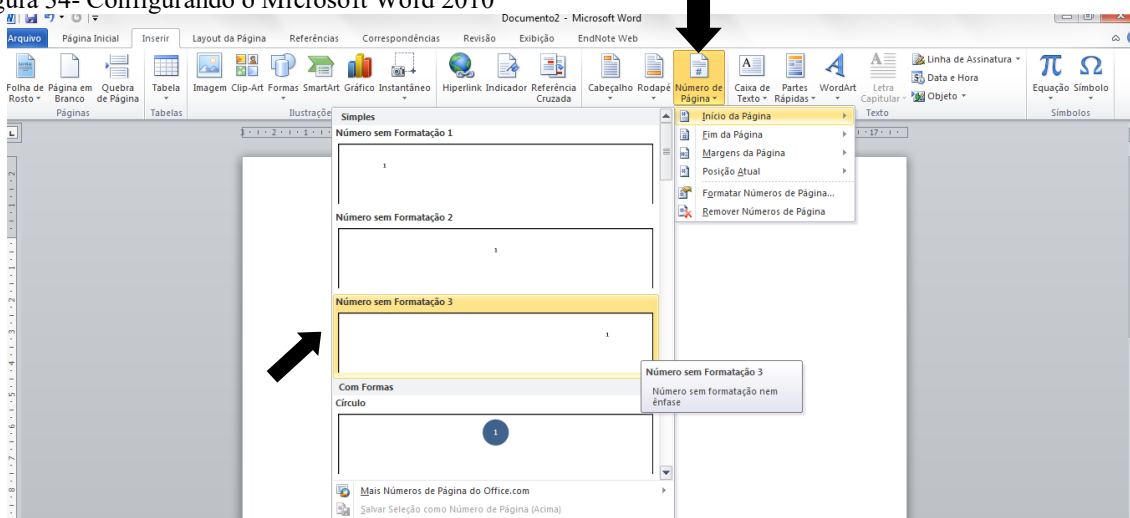 gura 34- Configurando o Microsoft Word 2010
Documento2 - Microsoft Word
Arquivo Página Inicial Inserir Layout da Página Referências Correspondências Revisão Exibição EndNote Web
Folha de Rosto
Página em Branco
Quebra de Página
Tabela
Imagem
Clip-Art
Formas
SmartArt
Gráfico
Instantâneo
Hiperlink
Indicador
Referência Cruzada
Cabeçalho
Rodapé
Número de Página
Caixa de Texto
Partes Rápidas
WordArt
Letra Capitular
Linha de Assinatura
Data e Hora
Objeto
Equação
Símbolo
Páginas
Tabelas
Ilustraçõe
Texto
Símbolos
Início da Página
Fim da Página
Margens da Página
Posição Atual
Formatar Números de Página...
Remover Números de Página
Simples
Número sem Formatação 1
1
Número sem Formatação 2
1
Número sem Formatação 3
1
Com Formas
Círculo
1
Mais Números de Página do Office.com
Salvar Seleção como Número de Página (Acima)
Número sem Formatação 3
Número sem formatação nem
ênfase